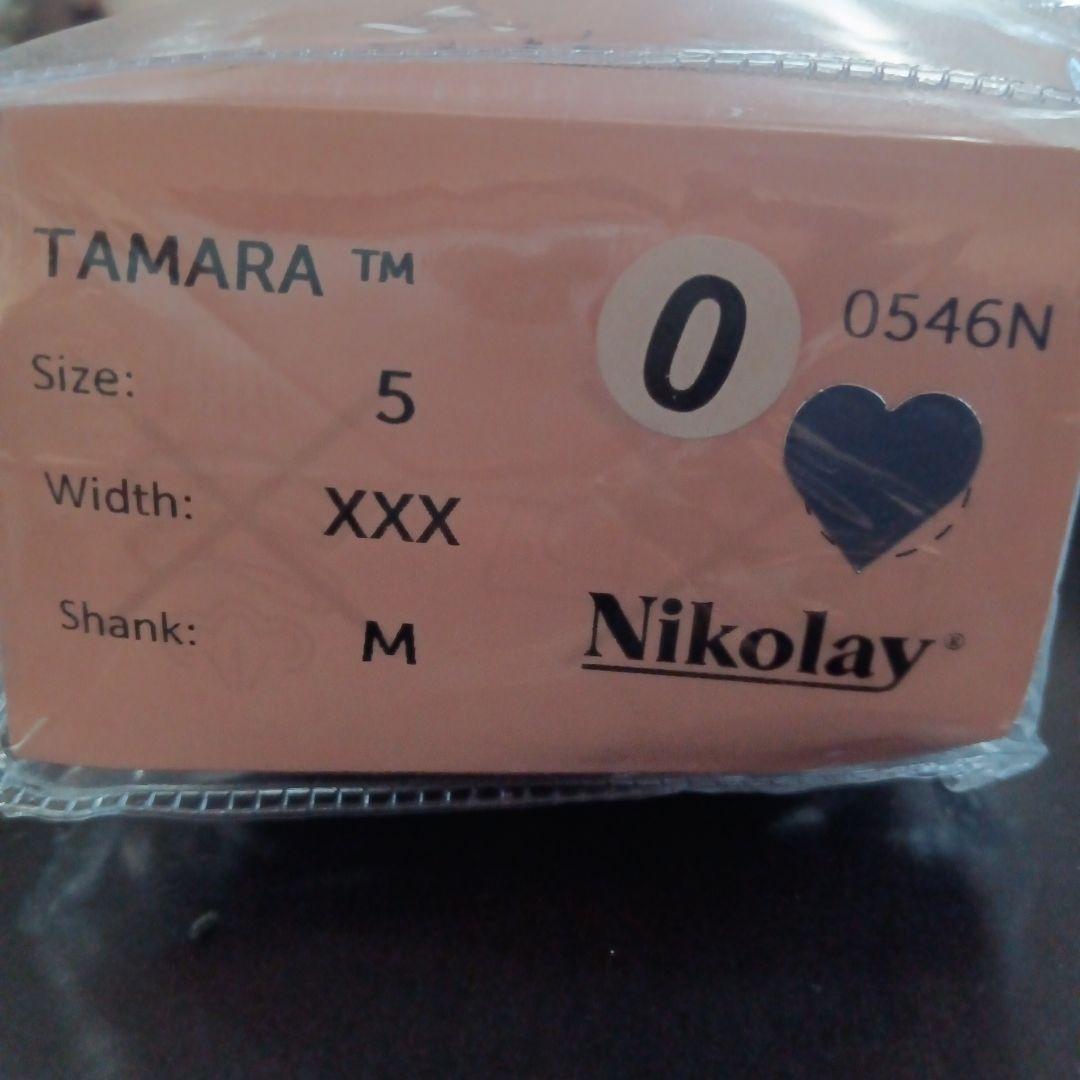 TAMARA ™
0
0546N
Size: 5
Width: XXX
Shank: M
Nikolay®